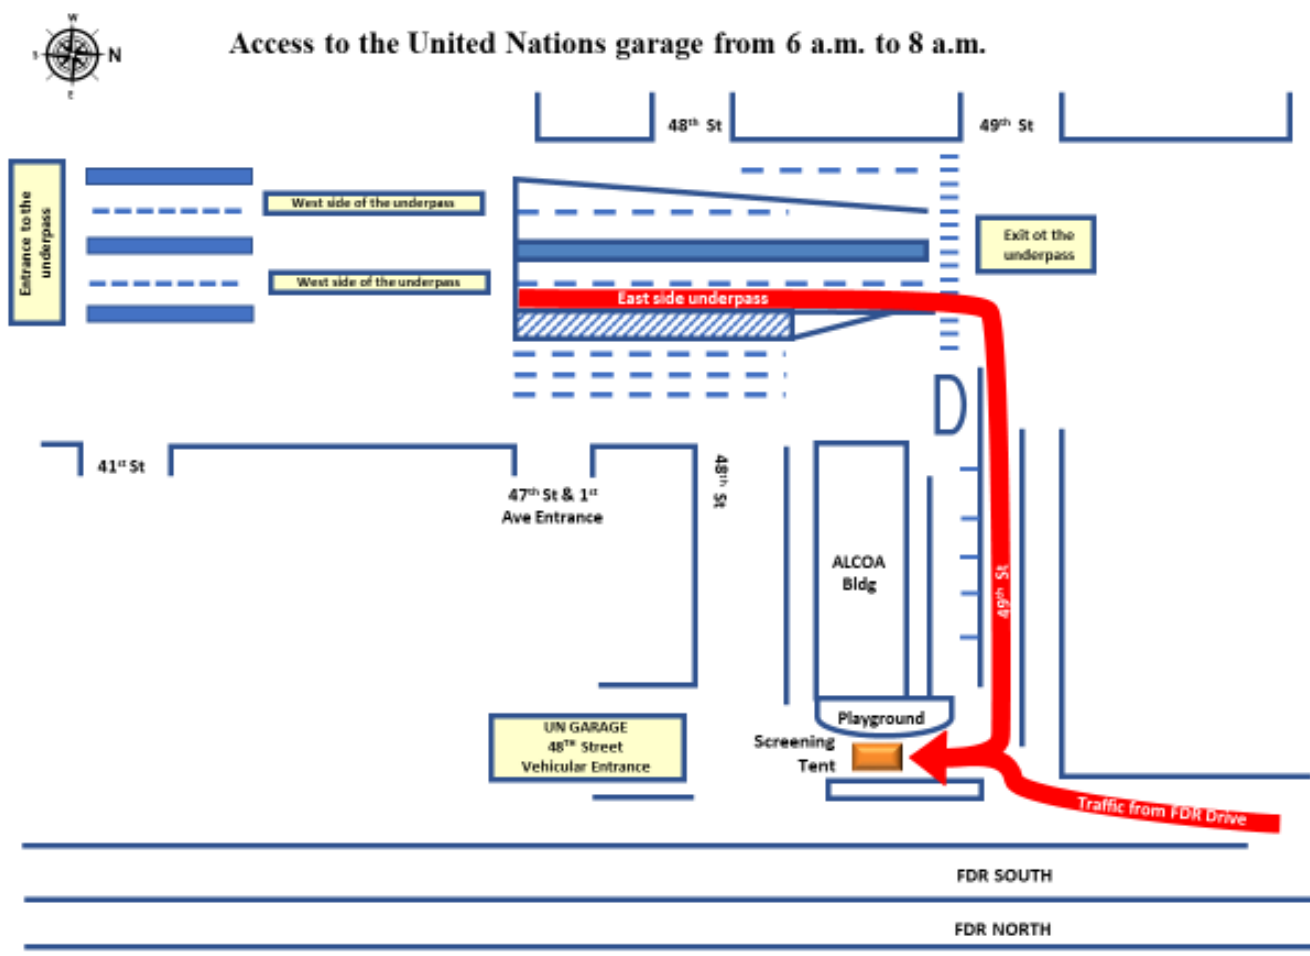 W
S
N
E
Access to the United Nations garage from 6 a.m. to 8 a.m.
48th St
49th St
Entrance to the
underpass
West side of the underpass
West side of the underpass
Exit ot the
underpass
East side underpass
41st St
47th St & 1st
Ave Entrance
48th St
ALCOA
Bldg
49th St
Playground
Screening
Tent
UN GARAGE
48TH Street
Vehicular Entrance
Traffic from FDR Drive
FDR SOUTH
FDR NORTH